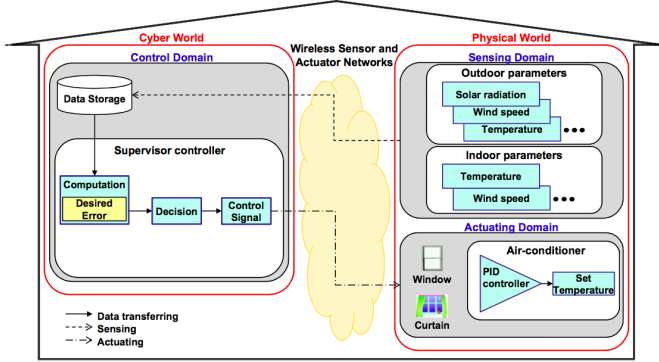 Cyber World
Control Domain
Data Storage
Supervisor controller
Computation
Desired
Error
Decision
Control
Signal
Wireless Sensor and
Actuator Networks
Physical World
Sensing Domain
Outdoor parameters
Solar radiation
Wind speed
Temperature
Indoor parameters
Temperature
Wind speed
Actuating Domain
Window
Curtain
Air-conditioner
PID
controller
Set
Temperature
Data transferring
Sensing
Actuating